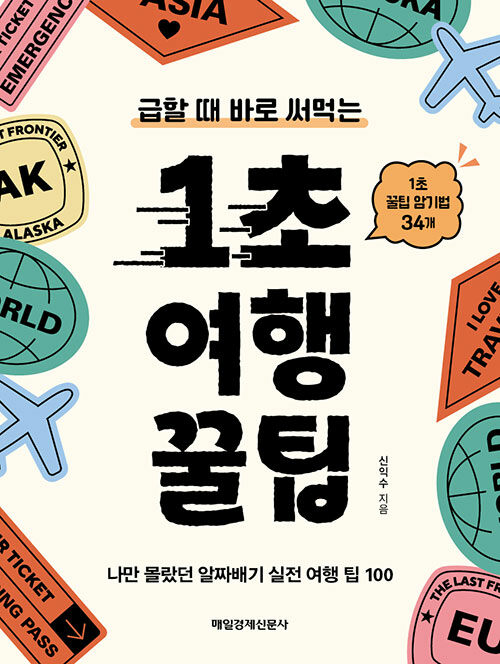 TICKET
EMERGENC
ASIA
급할 때 바로 써먹는
1초
꿀팁 암기법
34개
1초
여행
꿀팁
신익수 지음
T FRONTIER
AK
ALASKA
ORLD
I LOVE
TRAV
TICKET
ING PASS
THE LAST FR
EU
나만 몰랐던 알짜배기 실전 여행 팁 100
매일경제신문사